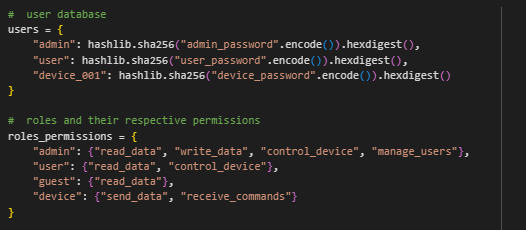 #  user database
users = {
    "admin": hashlib.sha256("admin_password".encode()).hexdigest(),
    "user": hashlib.sha256("user_password".encode()).hexdigest(),
    "device_001": hashlib.sha256("device_password".encode()).hexdigest()
}

#  roles and their respective permissions
roles_permissions = {
    "admin": {"read_data", "write_data", "control_device", "manage_users"},
    "user": {"read_data", "control_device"},
    "guest": {"read_data"},
    "device": {"send_data", "receive_commands"}
}